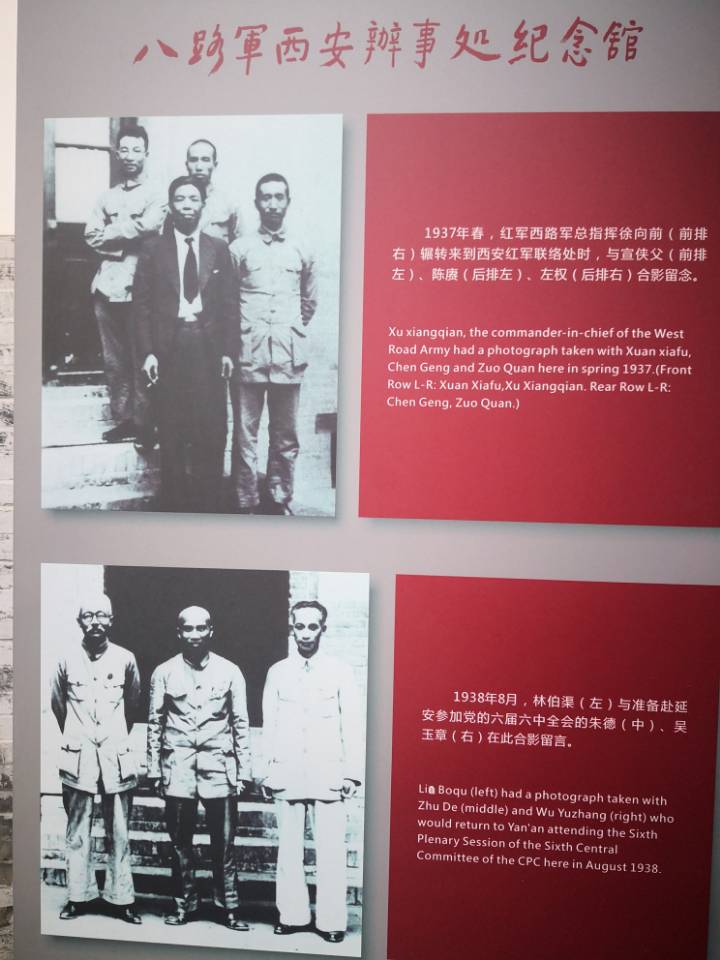 八路軍西安辦事処纪念舘
1937年春，红军西路军总指挥徐向前（前排
右）辗转来到西安红军联络处时，与宣侠父（前排
左）、陈赓（后排左）、左权（后排右）合影留念。
Xu xiangqian, the commander-in-chief of the West
Road Army had a photograph taken with Xuan xiafu,
Chen Geng and Zuo Quan here in spring 1937.(Front
Row L-R: Xuan Xiafu,Xu Xiangqian. Rear Row L-R:
Chen Geng, Zuo Quan.)
1938年8月，林伯渠（左）与准备赴延
安参加党的六届六中全会的朱德（中）、吴
玉章（右）在此合影留言。
Lin Boqu (left) had a photograph taken with
Zhu De (middle) and Wu Yuzhang (right) who
would return to Yan'an attending the Sixth
Plenary Session of the Sixth Central
Committee of the CPC here in August 1938.